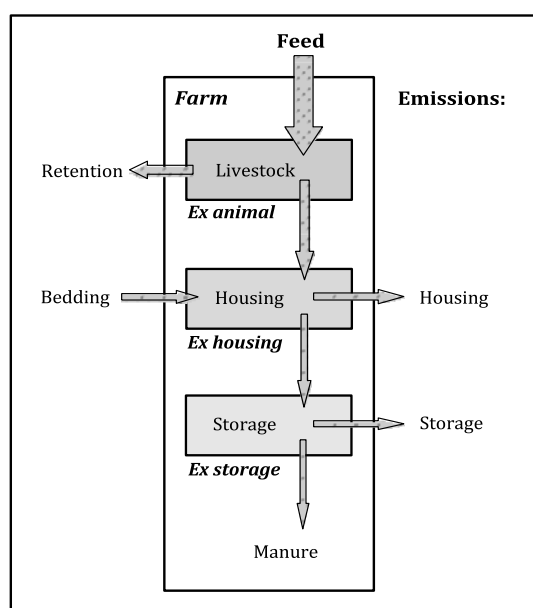 Feed
Farm
Emissions:
Retention
Livestock
Ex animal
Bedding
Housing
Housing
Ex housing
Storage
Storage
Ex storage
Manure